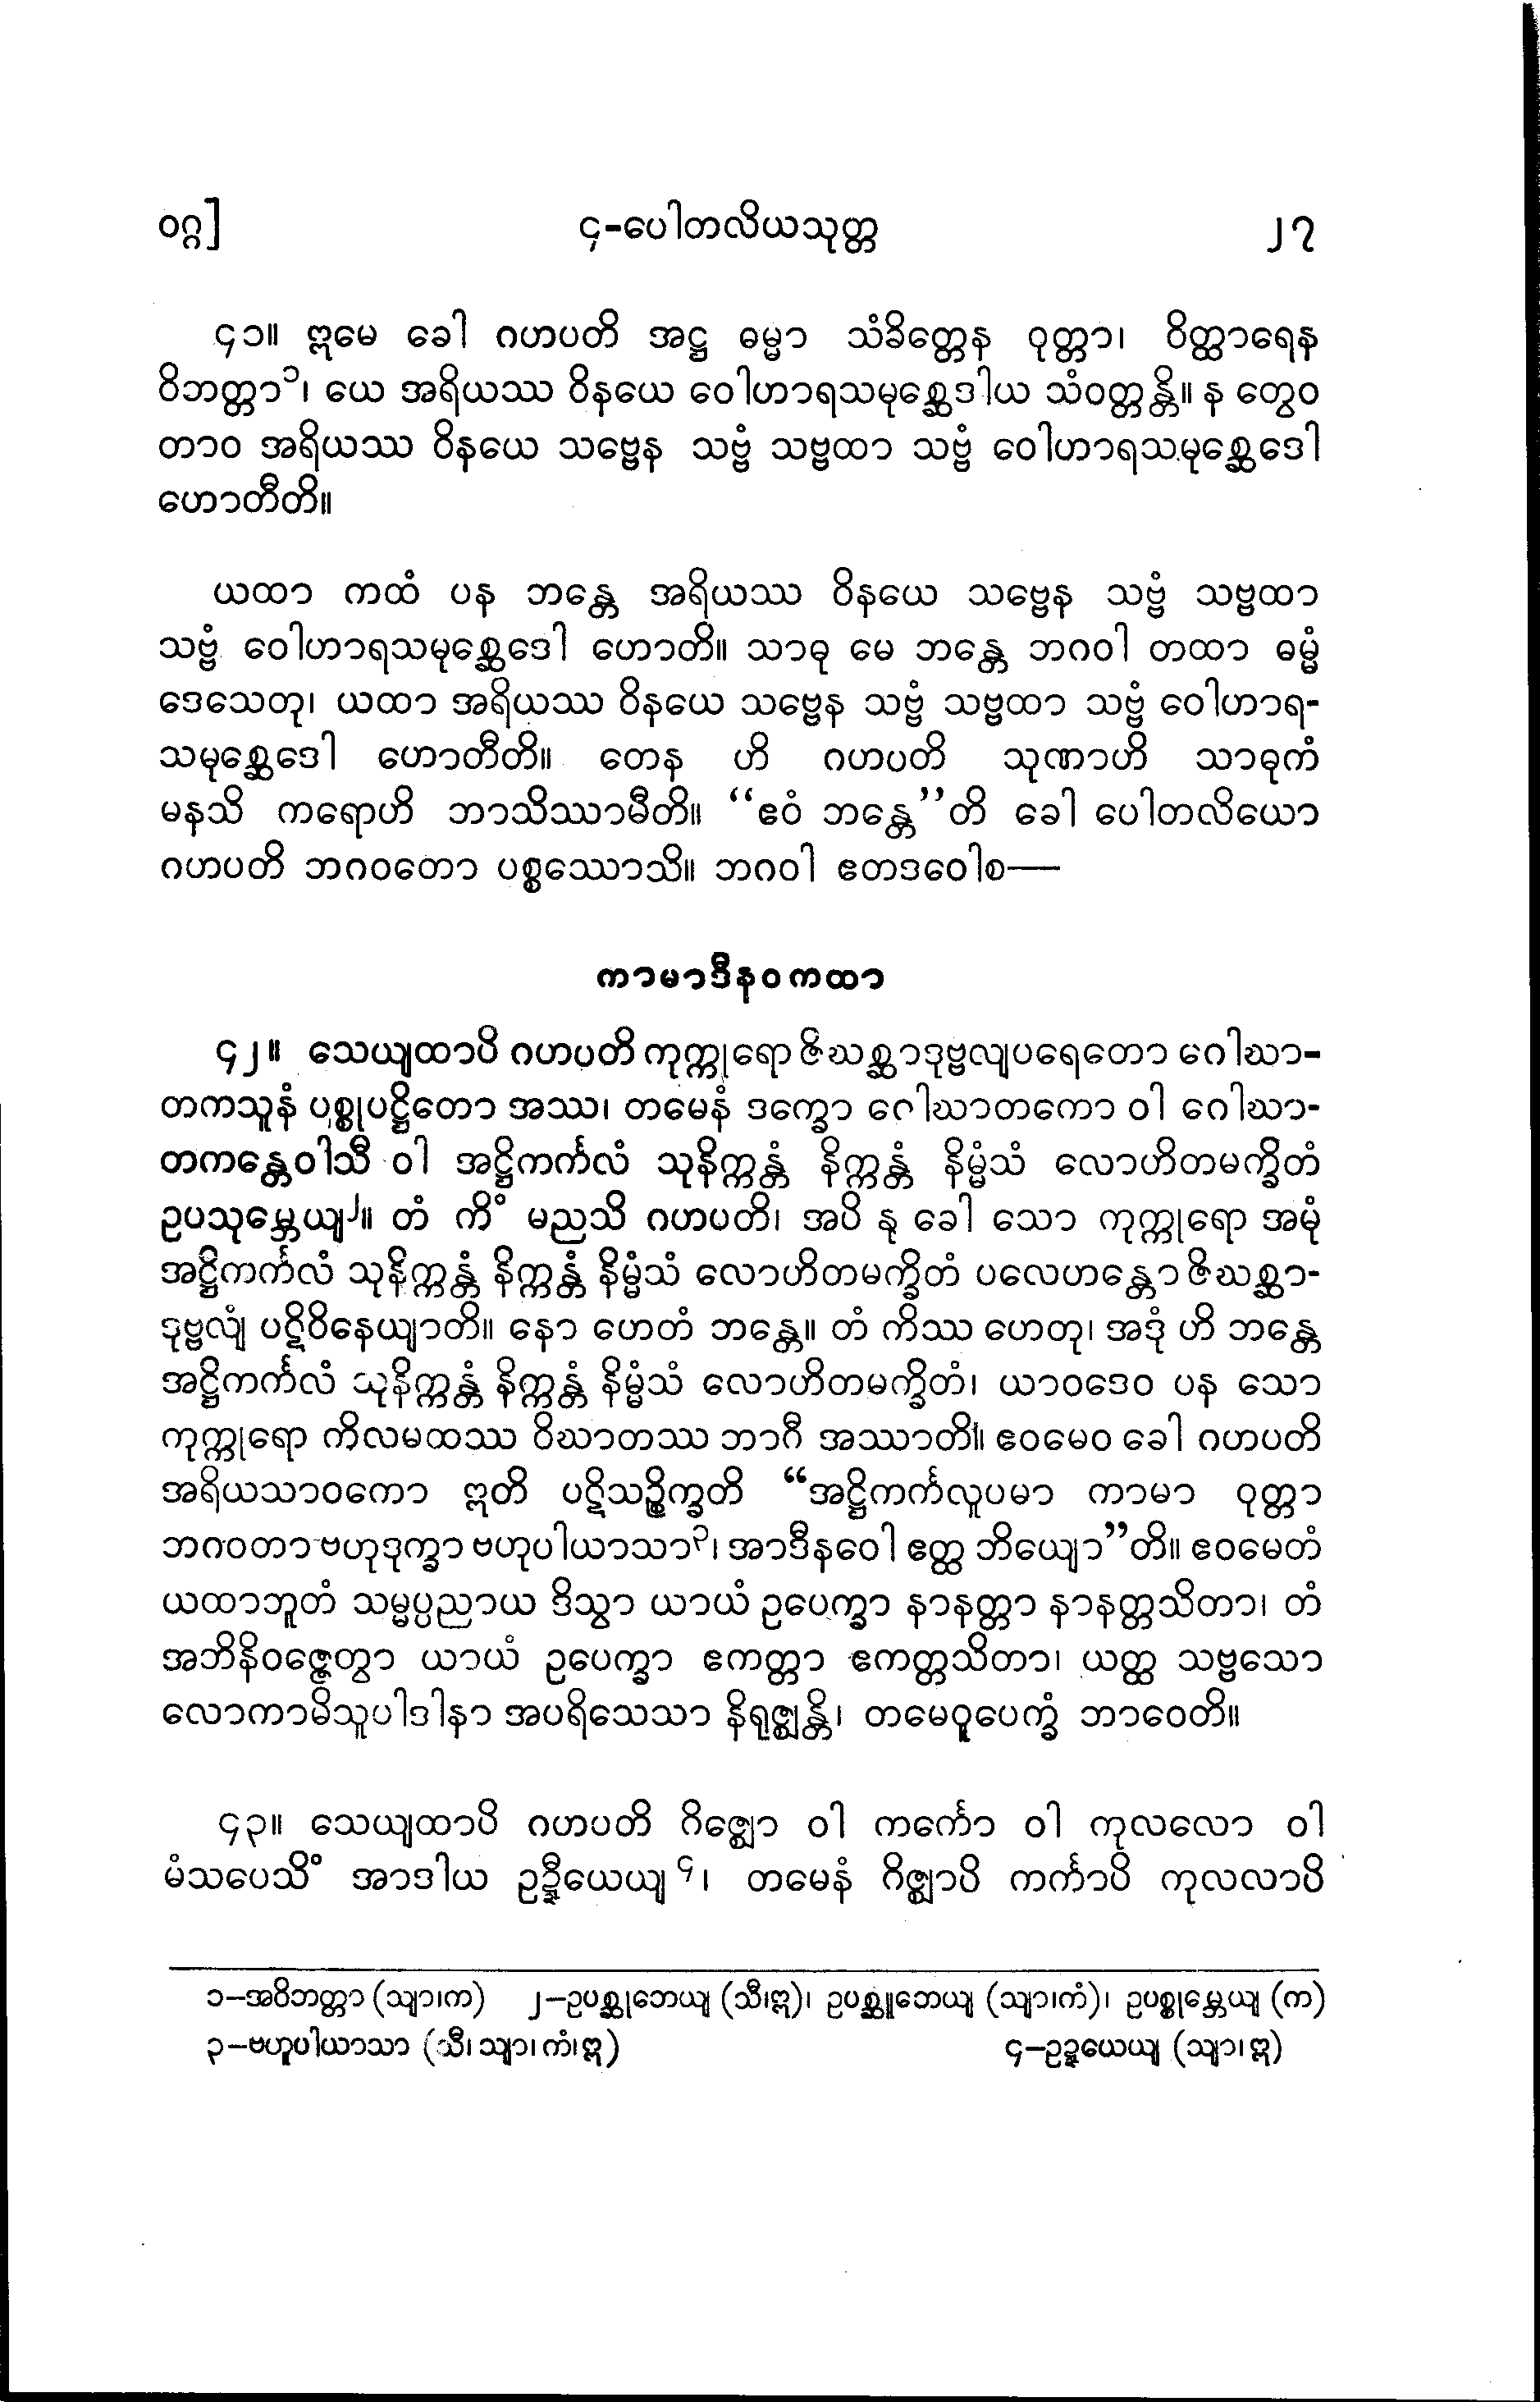 ဝဂ္ဂ] ၄-ပေါတလိယသုတ္တ ၂၇
၄၁။ ဣမေ ခေါ ဂဟပတိ အဋ္ဌ ဓမ္မာ သံခိတ္တေန ဝုတ္တာ၊ ဝိတ္ထာရေန
ဝိဘတ္တာ၁၊ ယေ အရိယဿ ဝိနယေ ဝေါဟာရသမုစ္ဆေဒါယ သံဝတ္တန္တိ။ န တွေဝ
တာဝ အရိယဿ ဝိနယေ သဗ္ဗေန သဗ္ဗံ သဗ္ဗထာ သဗ္ဗံ ဝေါဟာရသမုစ္ဆေဒေါ
ဟောတီတိ။
ယထာ ကထံ ပန ဘန္တေ အရိယဿ ဝိနယေ သဗ္ဗေန သဗ္ဗံ သဗ္ဗထာ
သဗ္ဗံ ဝေါဟာရသမုစ္ဆေဒေါ ဟောတိ။ သာဓု မေ ဘန္တေ ဘဂဝါ တထာ ဓမ္မံ
ဒေသေတု၊ ယထာ အရိယဿ ဝိနယေ သဗ္ဗေန သဗ္ဗံ သဗ္ဗထာ သဗ္ဗံ ဝေါဟာရ-
သမုစ္ဆေဒေါ ဟောတီတိ။ တေန ဟိ ဂဟပတိ သုဏာဟိ သာဓုကံ
မနသိ ကရောဟိ ဘာသိဿာမီတိ။ “ဧဝံ ဘန္တေ”တိ ခေါ ပေါတလိယော
ဂဟပတိ ဘဂဝတော ပစ္စဿောသိ။ ဘဂဝါ ဧတဒဝေါစ—
ကာမာဒီနဝကထာ
၄၂။ သေယျထာပိ ဂဟပတိ ကုက္ကုရော ဇိဃစ္ဆာဒုဗ္ဗလျပရေတော ဂေါဃာ-
တကသူနံ ပစ္စုပဋ္ဌိတော အဿ၊ တမေနံ ဒက္ခော ဂေါဃာတကော ဝါ ဂေါဃာ-
တကန္တေဝါသီ ဝါ အဋ္ဌိကင်္ကလံ သုနိက္ကန္တံ နိက္ကန္တံ နိမ္မံသံ လောဟိတမက္ခိတံ
ဥပသုမ္ဘေယျ၂။ တံ ကိံ မညသိ ဂဟပတိ၊ အပိ နု ခေါ သော ကုက္ကုရော အမုံ
အဋ္ဌိကင်္ကလံ သုနိက္ကန္တံ နိက္ကန္တံ နိမ္မံသံ လောဟိတမက္ခိတံ ပလေဟန္တော ဇိဃစ္ဆာ-
ဒုဗ္ဗလျံ ပဋိဝိနေယျာတိ။ နော ဟေတံ ဘန္တေ။ တံ ကိဿ ဟေတု၊ အဒုံ ဟိ ဘန္တေ
အဋ္ဌိကင်္ကလံ သုနိက္ကန္တံ နိက္ကန္တံ နိမ္မံသံ လောဟိတမက္ခိတံ၊ ယာဝဒေဝ ပန သော
ကုက္ကုရော ကိလမထဿ ဝိဃာတဿ ဘာဂီ အဿာတိ။ ဧဝမေဝ ခေါ ဂဟပတိ
အရိယသာဝကော ဣတိ ပဋိသဉ္စိက္ခတိ “အဋ္ဌိကင်္ကလူပမာ ကာမာ ဝုတ္တာ
ဘဂဝတာ ဗဟုဒုက္ခာ ဗဟုပါယာသာ၃၊ အာဒီနဝေါ ဧတ္ထ ဘိယျော”တိ။ ဧဝမေတံ
ယထာဘူတံ သမ္မပ္ပညာယ ဒိသွာ ယာယံ ဥပေက္ခာ နာနတ္တာ နာနတ္တသိတာ၊ တံ
အဘိနိဝဇ္ဇေတွာ ယာယံ ဥပေက္ခာ ဧကတ္တာ ဧကတ္တသိတာ၊ ယတ္ထ သဗ္ဗသော
လောကာမိသူပါဒါနာ အပရိသေသာ နိရုဇ္ဈန္တိ၊ တမေဝူပေက္ခံ ဘာဝေတိ။
၄၃။ သေယျထာပိ ဂဟပတိ ဂိဇ္ဈော ဝါ ကင်္ကော ဝါ ကုလလော ဝါ
မံသပေသိံ အာဒါယ ဥဍ္ဍီယေယျ၄၊ တမေနံ ဂိဇ္ဈာပိ ကင်္ကာပိ ကုလလာပိ
၁–အဝိဘတ္တာ (သျာ၊က) ၂–ဥပစ္ဆုဘေယျ (သီ၊ဣ)၊ ဥပစ္ဆူဘေယျ (သျာ၊ကံ)၊ ဥပစ္စုမ္ဘေယျ (က)
၃–ဗဟူပါယာသာ (သီ၊ သျာ၊ ကံ၊ဣ) ၄–ဥဍ္ဍယေယျ (သျာ၊ ဣ)